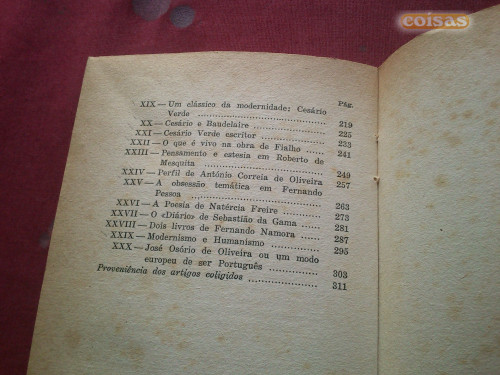 coisas
Pág.
XIX — Um clássico da modernidade: Cesário
Verde ........ 219
XX — Cesário e Baudelaire ........ 225
XXI — Cesário Verde escritor ........ 233
XXII — O que é vivo na obra de Fialho ... 241
XXIII — Pensamento e estesia em Roberto de
Mesquita ........ 249
XXIV — Perfil de António Correia de Oliveira 257
XXV — A obsessão temática em Fernando
Pessoa ........ 263
XXVI — A Poesia de Natércia Freire ........ 273
XXVII — O «Diário» de Sebastião da Gama ... 281
XXVIII — Dois livros de Fernando Namora ...... 287
XXIX — Modernismo e Humanismo ........ 295
XXX — José Osório de Oliveira ou um modo
europeu de ser Português ........ 303
Proveniência dos artigos coligidos ........ 311